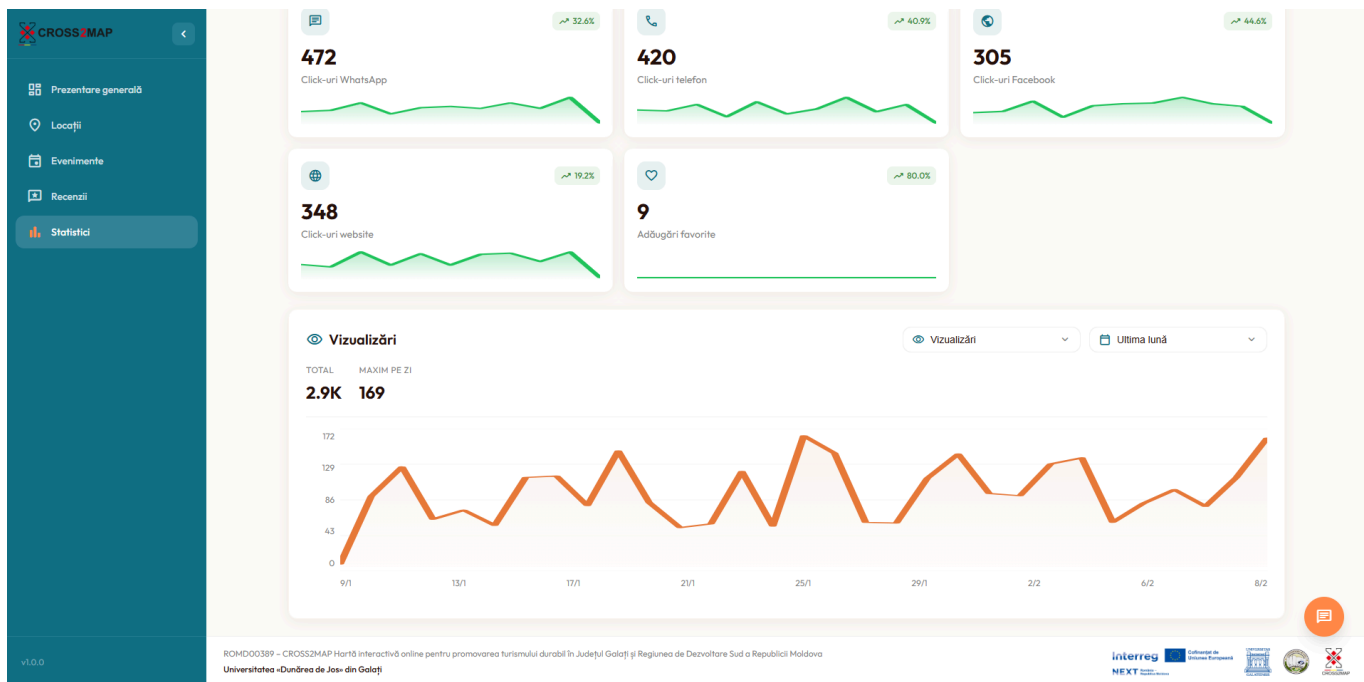 CROSS2MAP
Prezentare generală
Locații
Evenimente
Recenzii
Statistici
v1.0.0
32.6%
472
Click-uri WhatsApp
40.9%
420
Click-uri telefon
44.6%
305
Click-uri Facebook
19.2%
348
Click-uri website
80.0%
9
Adăugări favorite
Vizualizări
Vizualizări
Ultima lună
TOTAL MAXIM PE ZI
2.9K 169
172
129
86
43
0
9/1 13/1 17/1 21/1 25/1 29/1 2/2 6/2 8/2
ROMD00389 – CROSS2MAP Hartă interactivă online pentru promovarea turismului durabil în Județul Galați și Regiunea de Dezvoltare Sud a Republicii Moldova
Universitatea «Dunărea de Jos» din Galați
Interreg
Cofinanțat de
Uniunea Europeană
NEXT
CROSS2MAP